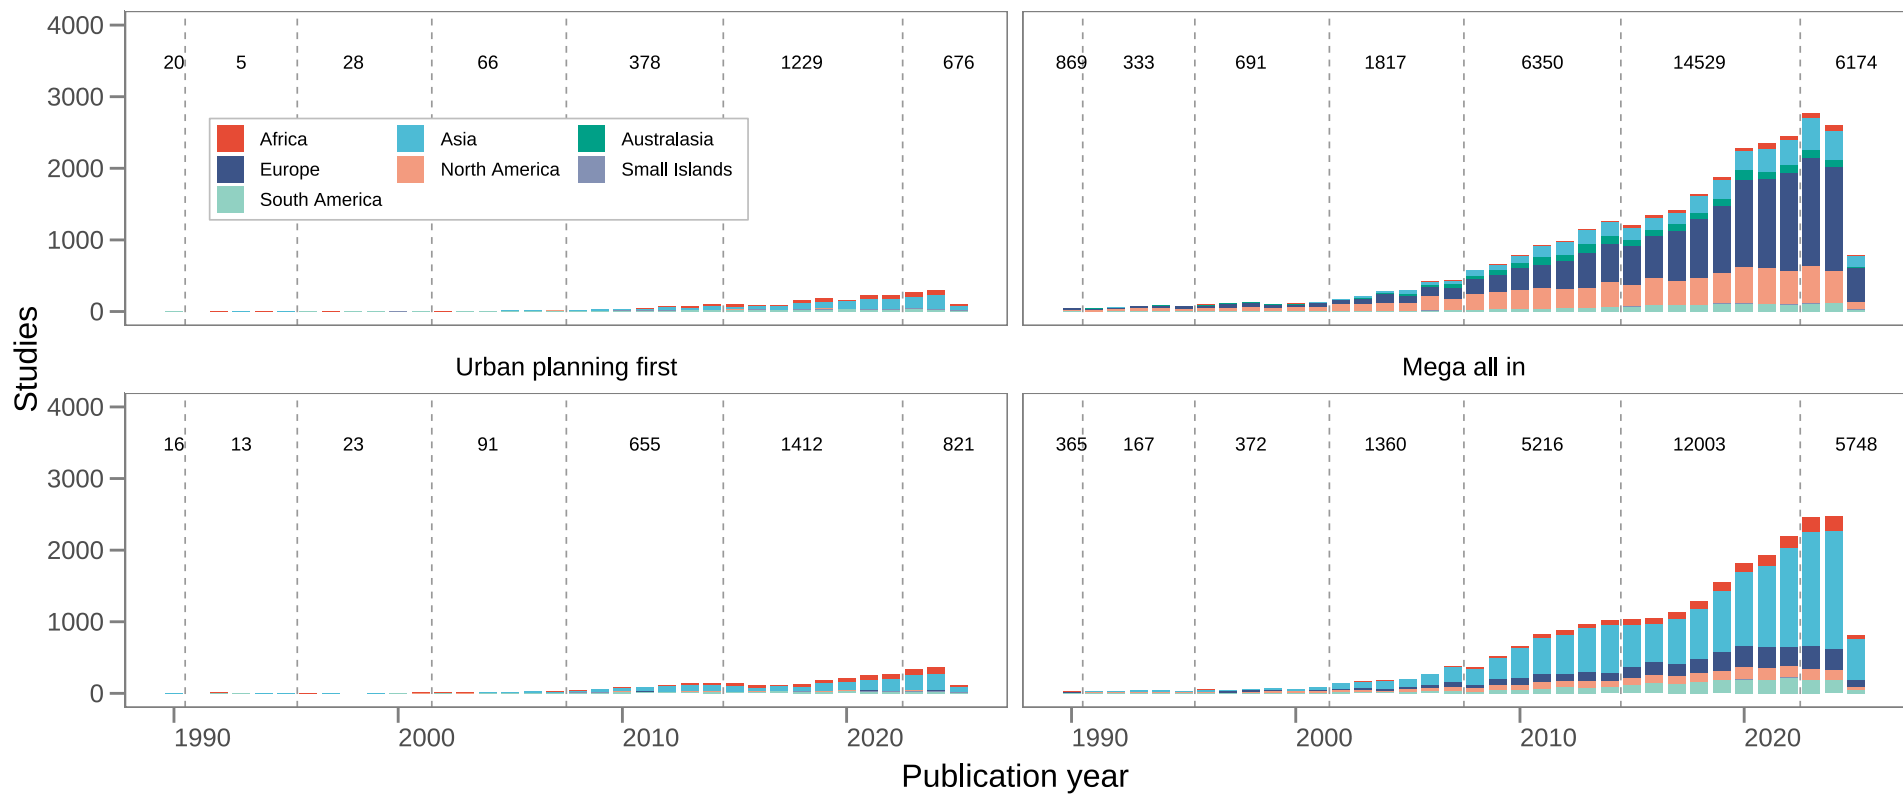 4000
3000
2000
1000
0
20 5 28 66 378 1229 676
869 333 691 1817 6350 14529 6174
Africa Asia Australasia
Europe North America Small Islands
South America
Studies
Urban planning first
Mega all in
4000
3000
2000
1000
0
16 13 23 91 655 1412 821
365 167 372 1360 5216 12003 5748
1990 2000 2010 2020
1990 2000 2010 2020
Publication year